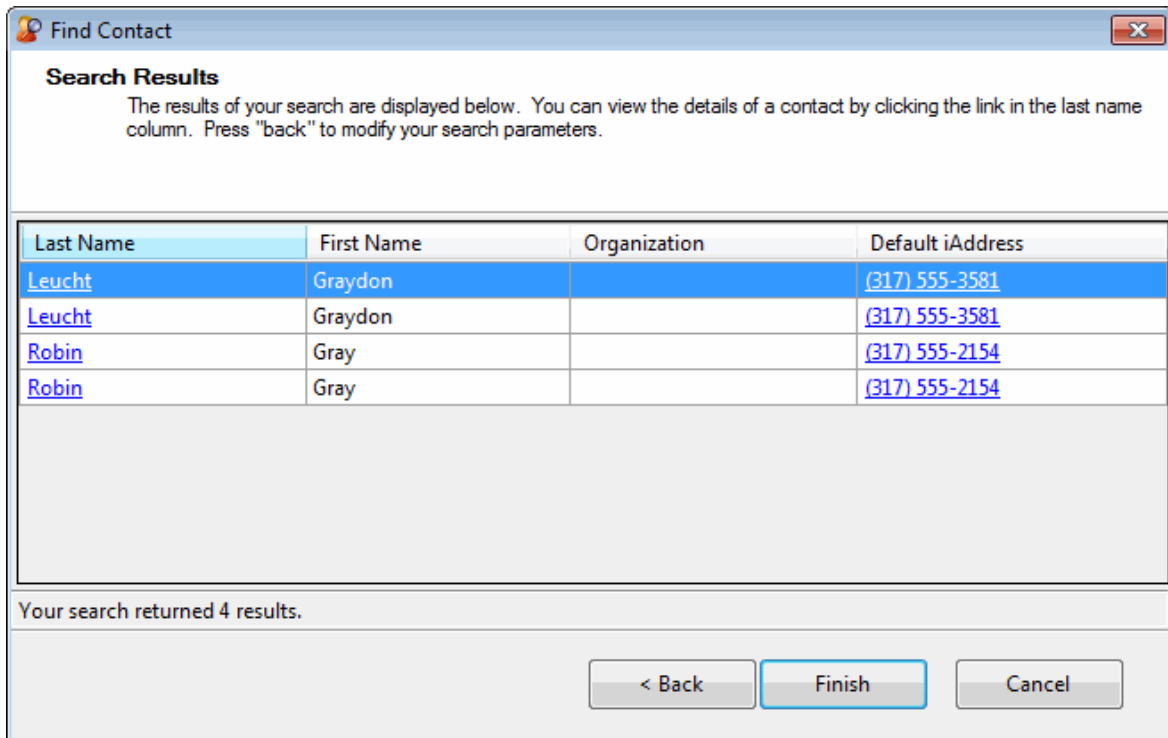 Find Contact
Search Results
The results of your search are displayed below. You can view the details of a contact by clicking the link in the last name
column. Press "back" to modify your search parameters.
Last Name First Name Organization Default iAddress
Leucht Graydon (317) 555-3581
Leucht Graydon (317) 555-3581
Robin Gray (317) 555-2154
Robin Gray (317) 555-2154
Your search returned 4 results.
< Back Finish Cancel